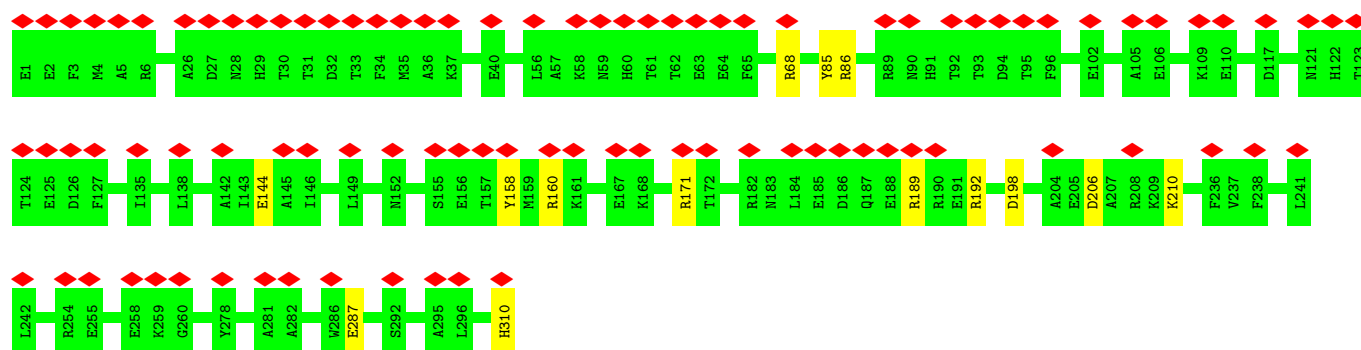 E1 E2 F3 M4 A5 R6 A26 D27 N28 H29 T30 T31 D32 T33 F34 M35 A36 K37 E40 L56 A57 K58 N59 H60 T61 T62 E63 E64 F65 R68 Y85 R86 R89 N90 H91 T92 T93 D94 T95 F96 E102 A105 E106 K109 E110 D117 N121 H122 T123
T124 E125 D126 F127 I135 L138 A142 I143 E144 A145 I146 L149 N152 S155 E156 T157 Y158 M159 R160 K161 E167 K168 R171 T172 R182 N183 L184 E185 D186 Q187 E188 R189 R190 E191 R192 D198 A204 E205 D206 A207 R208 K209 K210 F236 V237 F238 L241
L242 R254 E255 E258 K259 G260 Y278 A281 A282 W286 E287 S292 A295 L296 H310